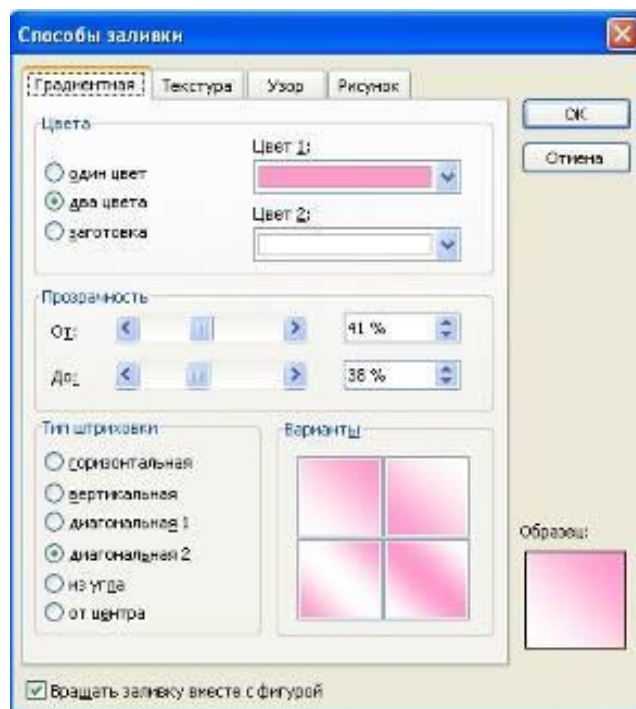 Способы заливки
Градиентная Текстура Узор Рисунок
ОК
Отмена
Цвета
один цвет
два цвета
заготовка
Цвет 1:
Цвет 2:
Прозрачность
От: 41 %
До: 38 %
Тип штриховки
горизонтальная
вертикальная
диагональная 1
диагональная 2
из угла
от центра
Варианты
Образец:
Вращать заливку вместе с фигурой